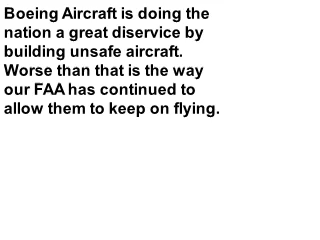 Boeing Aircraft is doing the
nation a great diservice by
building unsafe aircraft.
Worse than that is the way
our FAA has continued to
allow them to keep on flying.